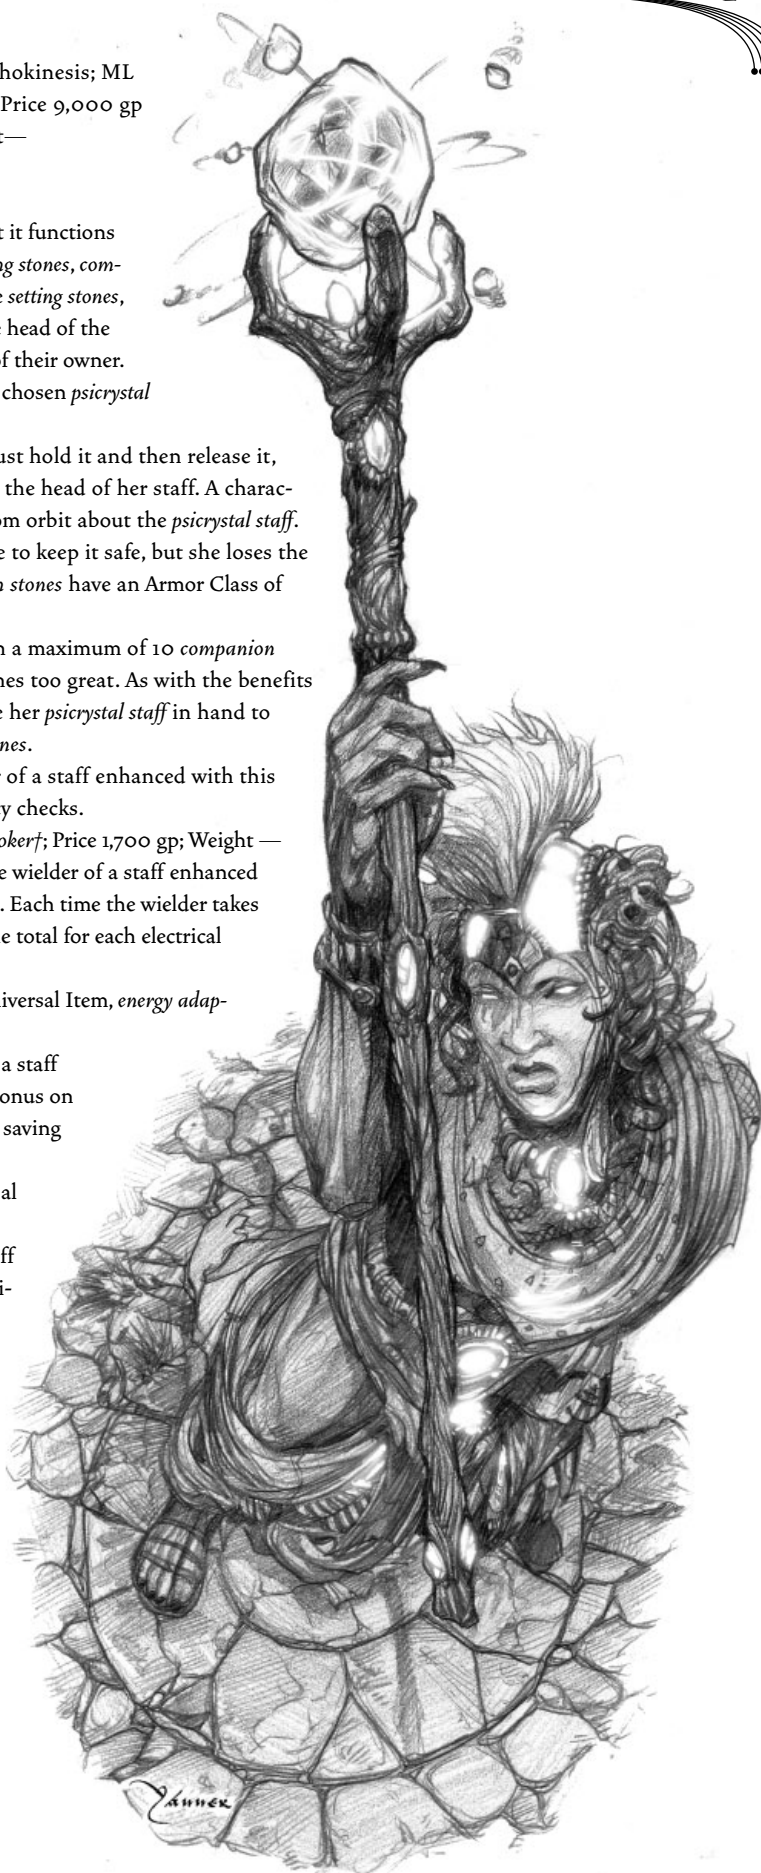 hokinesis; ML
Price 9,000 gp
t—
t it functions
ng stones, com-
e setting stones,
e head of the
of their owner.
chosen psicrystal
ust hold it and then release it,
the head of her staff. A charac-
om orbit about the psicrystal staff.
e to keep it safe, but she loses the
n stones have an Armor Class of
n a maximum of 10 companion
nes too great. As with the benefits
e her psicrystal staff in hand to
nes.
r of a staff enhanced with this
ty checks.
oker†; Price 1,700 gp; Weight —
e wielder of a staff enhanced
. Each time the wielder takes
e total for each electrical
iversal Item, energy adap-
a staff
onus on
saving
al
ff
i-
Vanner